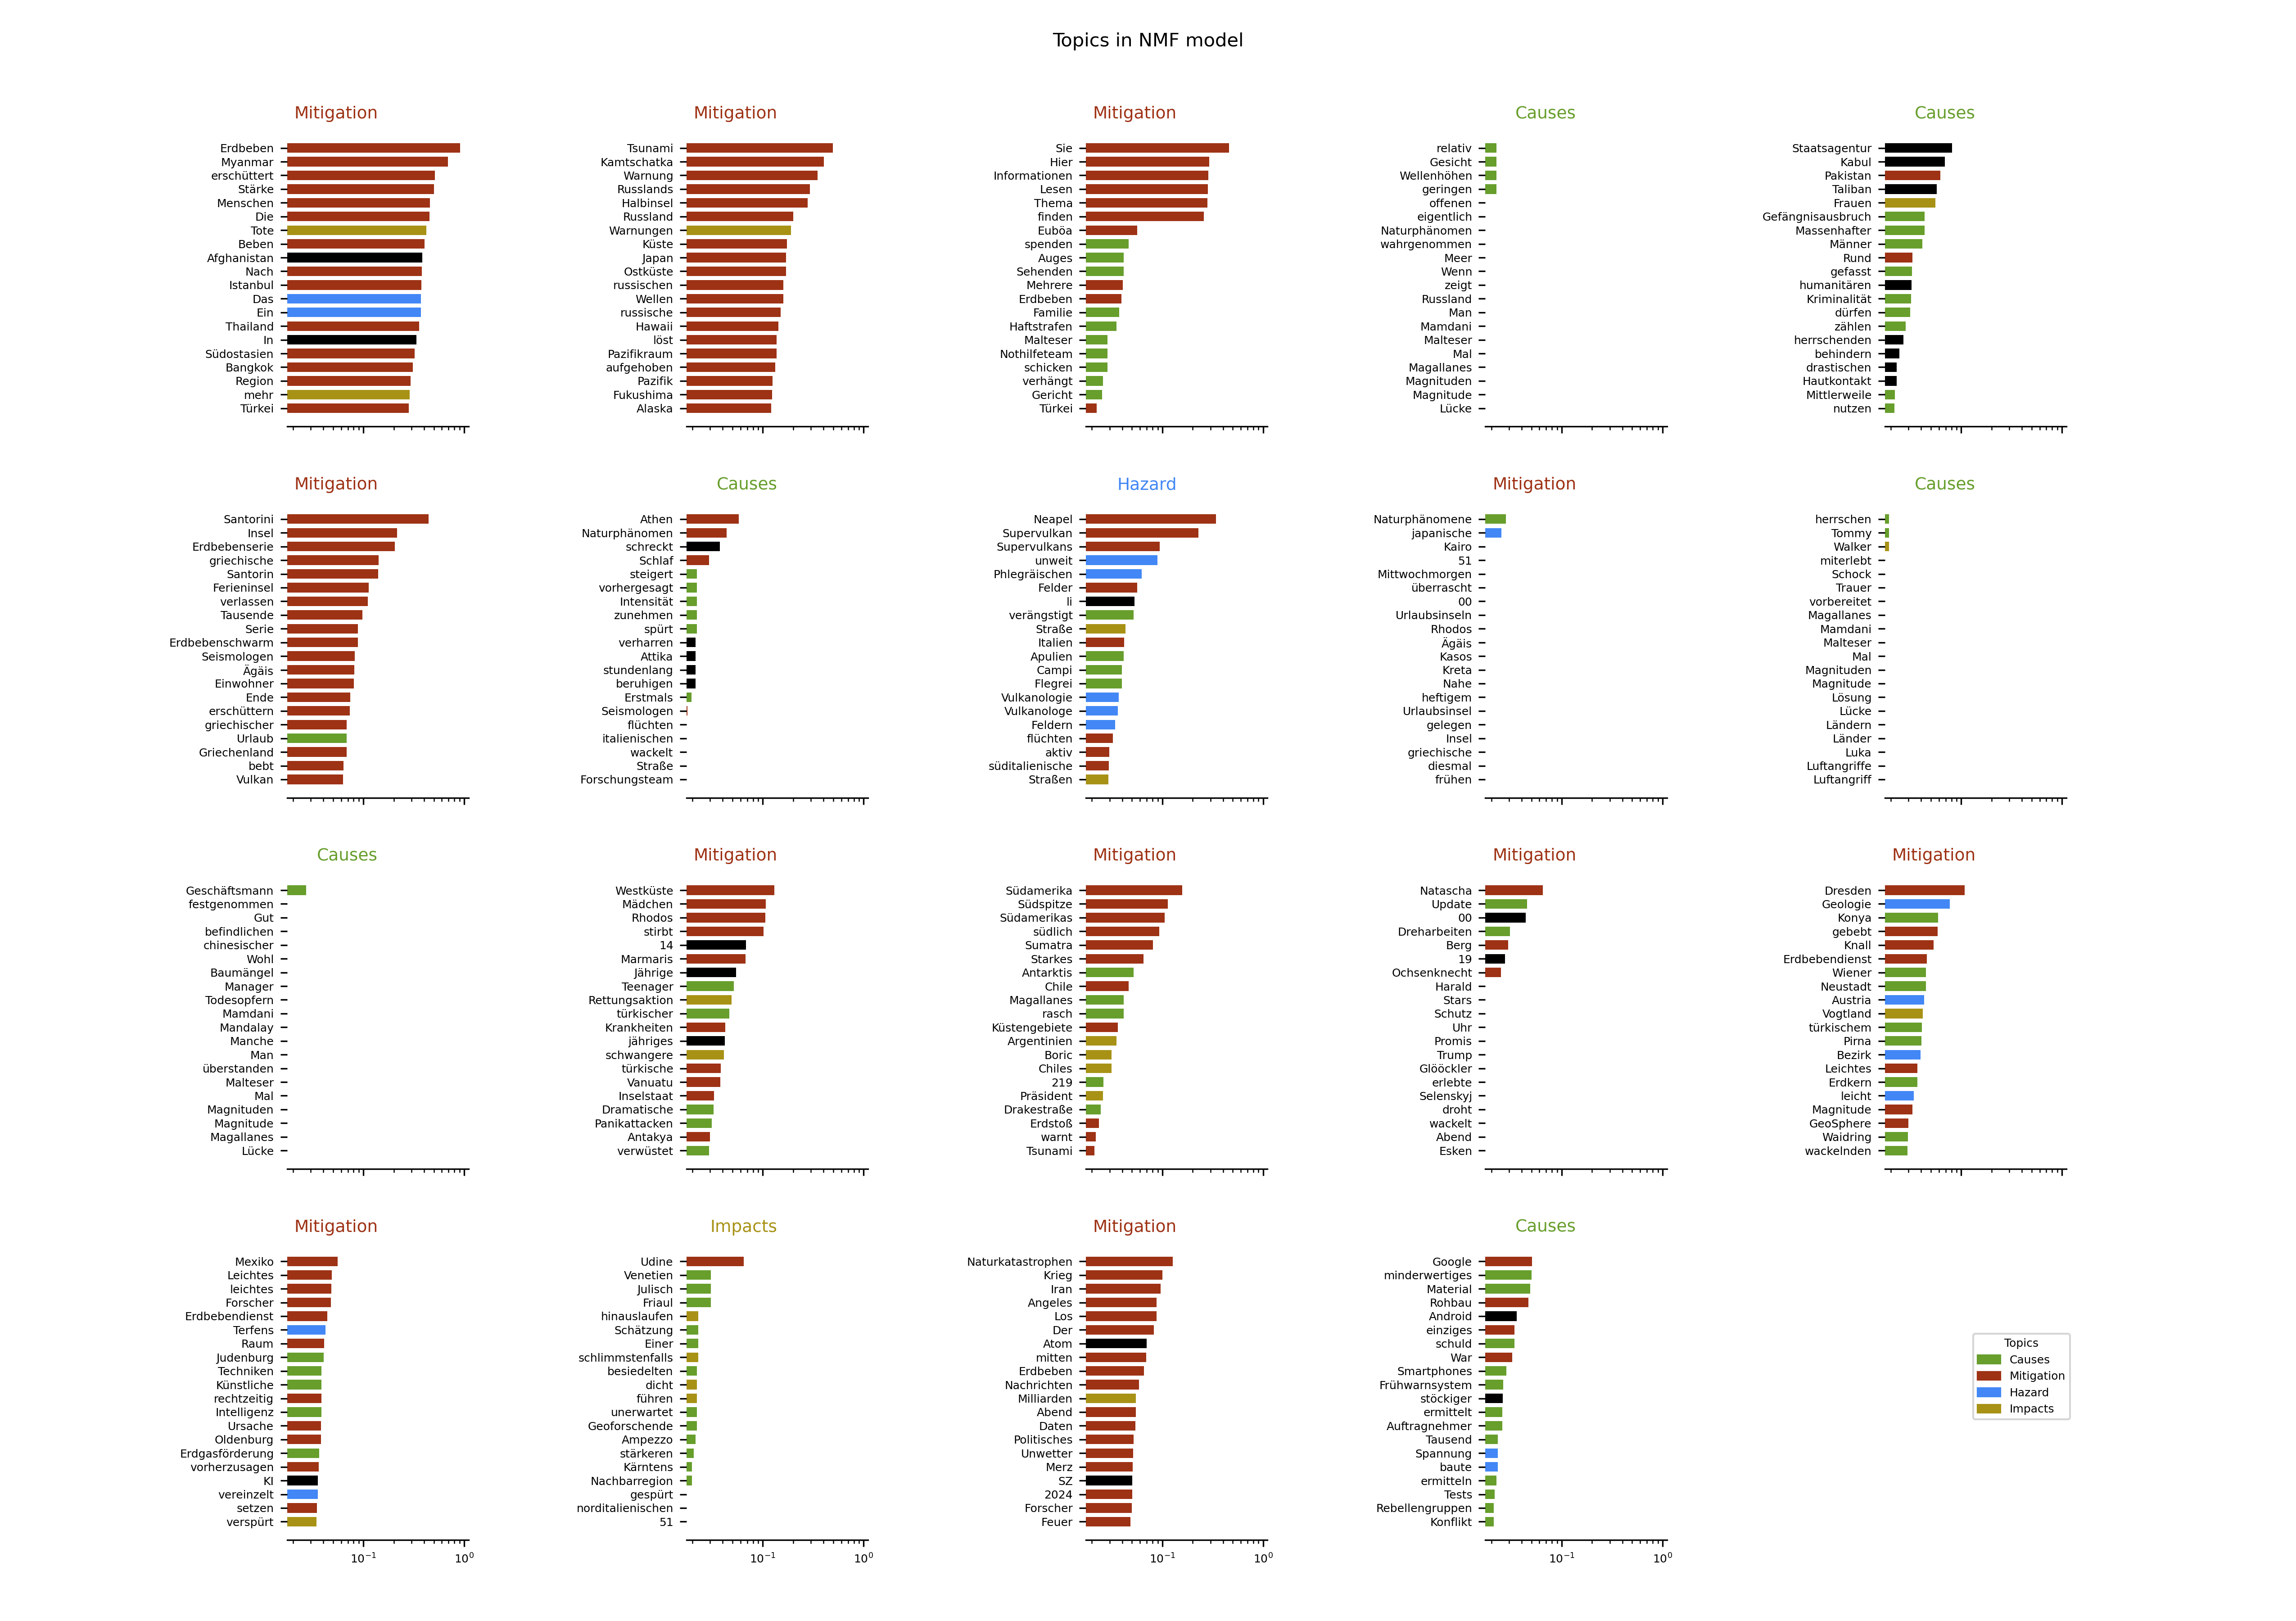 Topics in NMF model
Mitigation
Erdbeben
Myanmar
erschüttert
Stärke
Menschen
Die
Tote
Beben
Afghanistan
Nach
Istanbul
Das
Ein
Thailand
In
Südostasien
Bangkok
Region
mehr
Türkei
Mitigation
Tsunami
Kamtschatka
Warnung
Russlands
Halbinsel
Russland
Warnungen
Küste
Japan
Ostküste
russischen
Wellen
russische
Hawaii
löst
Pazifikraum
aufgehoben
Pazifik
Fukushima
Alaska
Mitigation
Sie
Hier
Informationen
Lesen
Thema
finden
Euböa
spenden
Auges
Sehenden
Mehrere
Erdbeben
Familie
Haftstrafen
Malteser
Nothilfeteam
schicken
verhängt
Gericht
Türkei
Causes
relativ
Gesicht
Wellenhöhen
geringen
offenen
eigentlich
Naturphänomen
wahrgenommen
Meer
Wenn
zeigt
Russland
Man
Mamdani
Malteser
Mal
Magallanes
Magnituden
Magnitude
Lücke
Causes
Staatsagentur
Kabul
Pakistan
Taliban
Frauen
Gefängnisausbruch
Massenhafter
Männer
Rund
gefasst
humanitären
Kriminalität
dürfen
zählen
herrschenden
behindern
drastischen
Hautkontakt
Mittlerweile
nutzen
Mitigation
Santorini
Insel
Erdbebenserie
griechische
Santorin
Ferieninsel
verlassen
Tausende
Serie
Erdbebenschwarm
Seismologen
Ägäis
Einwohner
Ende
erschüttern
griechischer
Urlaub
Griechenland
bebt
Vulkan
Causes
Athen
Naturphänomen
schreckt
Schlaf
steigert
vorhergesagt
Intensität
zunehmen
spürt
verharren
Attika
stundenlang
beruhigen
Erstmals
Seismologen
flüchten
italienischen
wackelt
Straße
Forschungsteam
Hazard
Neapel
Supervulkan
Supervulkans
unweit
Phlegräischen
Felder
li
verängstigt
Straße
Italien
Apulien
Campi
Flegrei
Vulkanologie
Vulkanologe
Feldern
flüchten
aktiv
süditalienische
Straßen
Mitigation
Naturphänomene
japanische
Kairo
51
Mittwochmorgen
überrascht
00
Urlaubsinseln
Rhodos
Ägäis
Kasos
Kreta
Nahe
heftigem
Urlaubsinsel
gelegen
Insel
griechische
diesmal
frühen
Causes
herrschen
Tommy
Walker
miterlebt
Schock
Trauer
vorbereitet
Magallanes
Mamdani
Malteser
Mal
Magnituden
Magnitude
Lösung
Lücke
Ländern
Länder
Luka
Luftangriffe
Luftangriff
Causes
Geschäftsmann
festgenommen
Gut
befindlichen
chinesischer
Wohl
Baumängel
Manager
Todesopfern
Mamdani
Mandalay
Manche
Man
überstanden
Malteser
Mal
Magnituden
Magnitude
Magallanes
Lücke
Mitigation
Westküste
Mädchen
Rhodos
stirbt
14
Marmaris
Jährige
Teenager
Rettungsaktion
türkischer
Krankheiten
jähriges
schwangere
türkische
Vanuatu
Inselstaat
Dramatische
Panikattacken
Antakya
verwüstet
Mitigation
Südamerika
Südspitze
Südamerikas
südlich
Sumatra
Starkes
Antarktis
Chile
Magallanes
rasch
Küstengebiete
Argentinien
Boric
Chiles
219
Präsident
Drakestraße
Erdstoß
warnt
Tsunami
Mitigation
Natascha
Update
00
Dreharbeiten
Berg
19
Ochsenknecht
Harald
Stars
Schutz
Uhr
Promis
Trump
Glööckler
erlebte
Selenskyj
droht
wackelt
Abend
Esken
Mitigation
Dresden
Geologie
Konya
gebebt
Knall
Erdbebendienst
Wiener
Neustadt
Austria
Vogtland
türkischem
Pirna
Bezirk
Leichtes
Erdkern
leicht
Magnitude
GeoSphere
Waidring
wackelnden
Mitigation
Mexiko
Leichtes
leichtes
Forscher
Erdbebendienst
Terfens
Raum
Judenburg
Techniken
Künstliche
rechtzeitig
Intelligenz
Ursache
Oldenburg
Erdgasförderung
vorherzusagen
KI
vereinzelt
setzen
verspürt
10⁻¹ 10⁰
Impacts
Udine
Venetien
Julisch
Friaul
hinauslaufen
Schätzung
Einer
schlimmstenfalls
besiedelten
dicht
führen
unerwartet
Geoforschende
Ampezzo
stärkeren
Kärntens
Nachbarregion
gespürt
norditalienischen
51
10⁻¹ 10⁰
Mitigation
Naturkatastrophen
Krieg
Iran
Angeles
Los
Der
Atom
mitten
Erdbeben
Nachrichten
Milliarden
Abend
Daten
Politisches
Unwetter
Merz
SZ
2024
Forscher
Feuer
10⁻¹ 10⁰
Causes
Google
minderwertiges
Material
Rohbau
Android
einziges
schuld
War
Smartphones
Frühwarnsystem
stöckiger
ermittelt
Auftragnehmer
Tausend
Spannung
baute
ermitteln
Tests
Rebellengruppen
Konflikt
10⁻¹ 10⁰
Topics
Causes
Mitigation
Hazard
Impacts